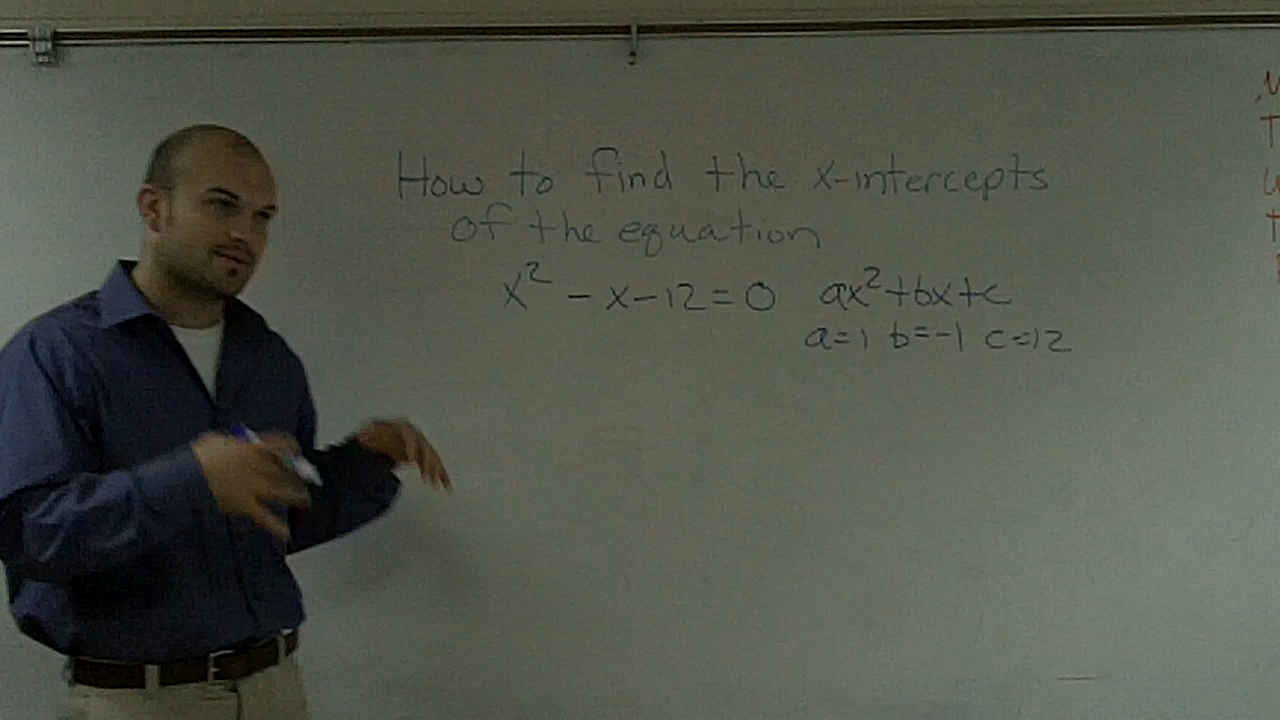 How to find the x-intercepts
of the equation
x² - x - 12 = 0 ax² + bx + c
a=1 b=-1 c=12